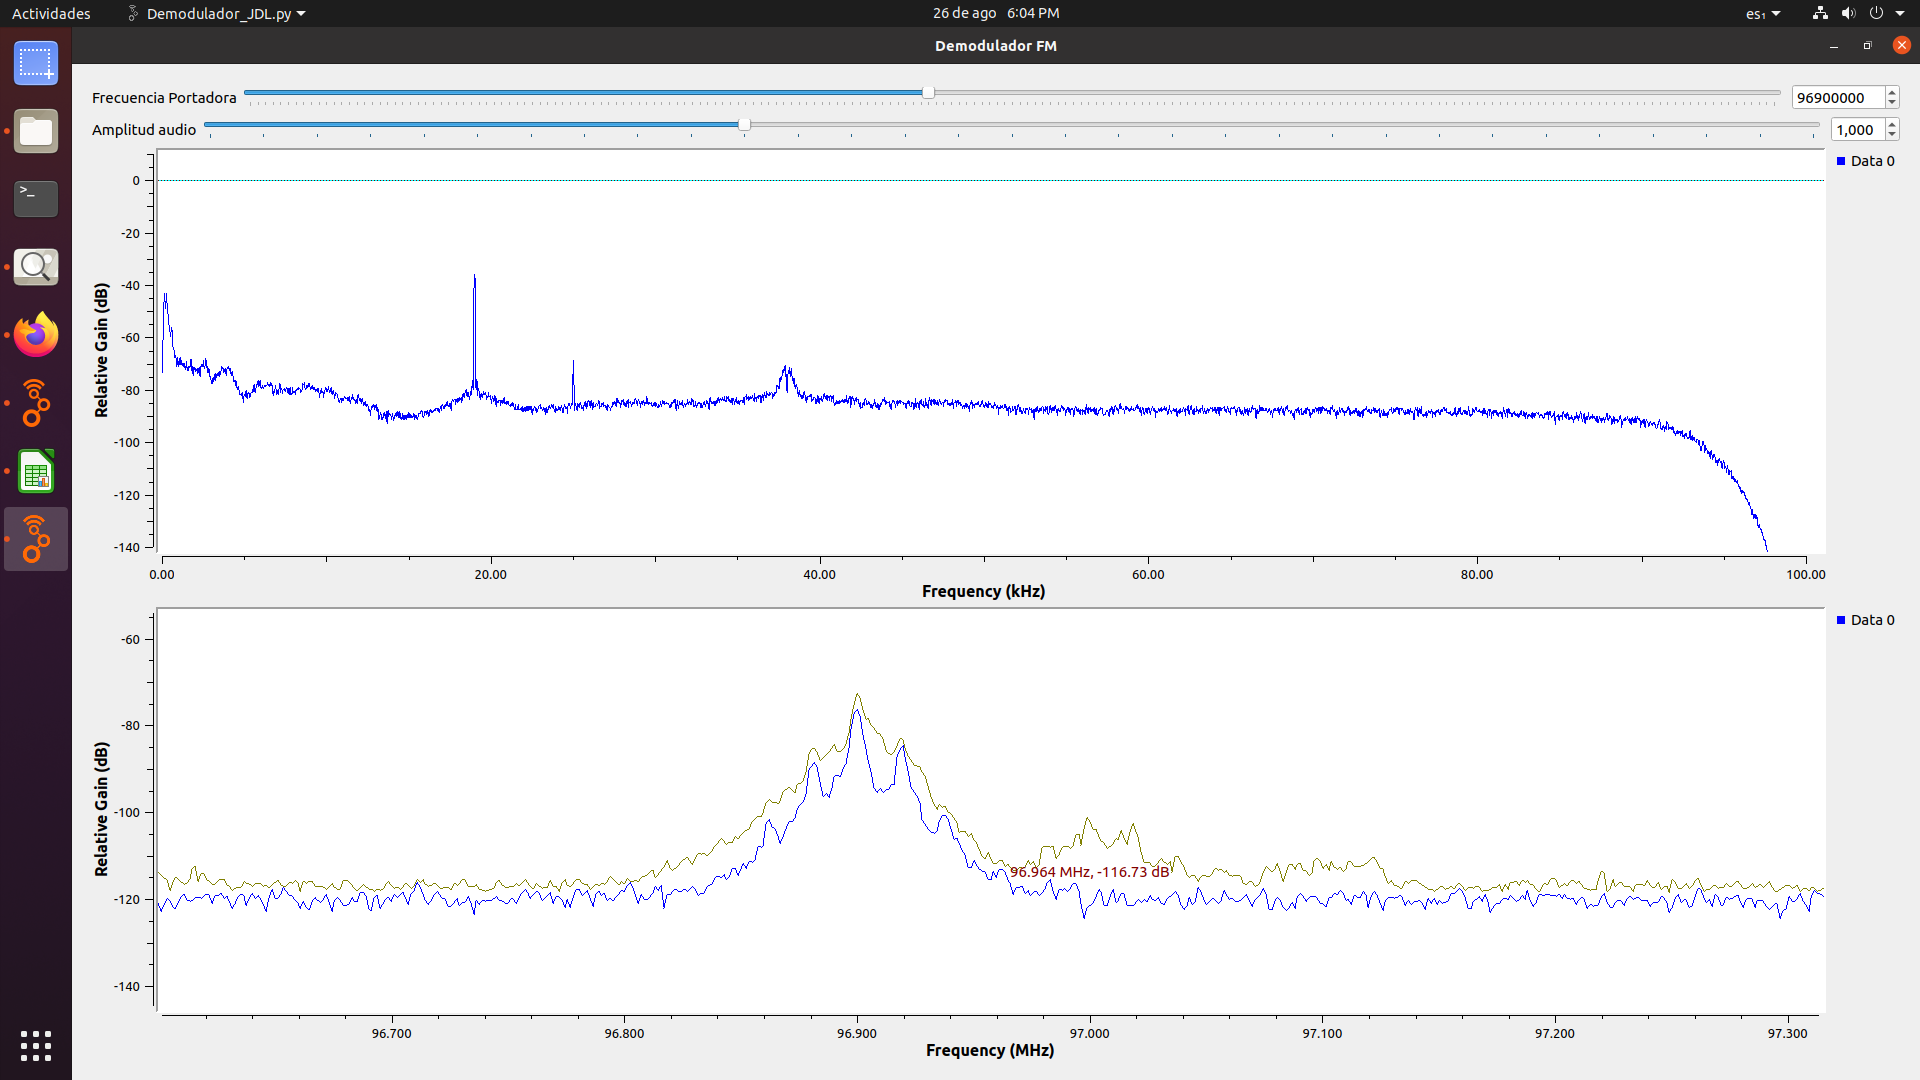 Actividades Demodulador_JDL.py 26 de ago 6:04 PM es₁
Demodulador FM
Frecuencia Portadora 96900000
Amplitud audio 1,000
Data 0
Relative Gain (dB)
0
-20
-40
-60
-80
-100
-120
-140
0.00 20.00 40.00 60.00 80.00 100.00
Frequency (kHz)
Data 0
Relative Gain (dB)
-60
-80
-100
-120
-140
96.964 MHz, -116.73 dB
96.700 96.800 96.900 97.000 97.100 97.200 97.300
Frequency (MHz)